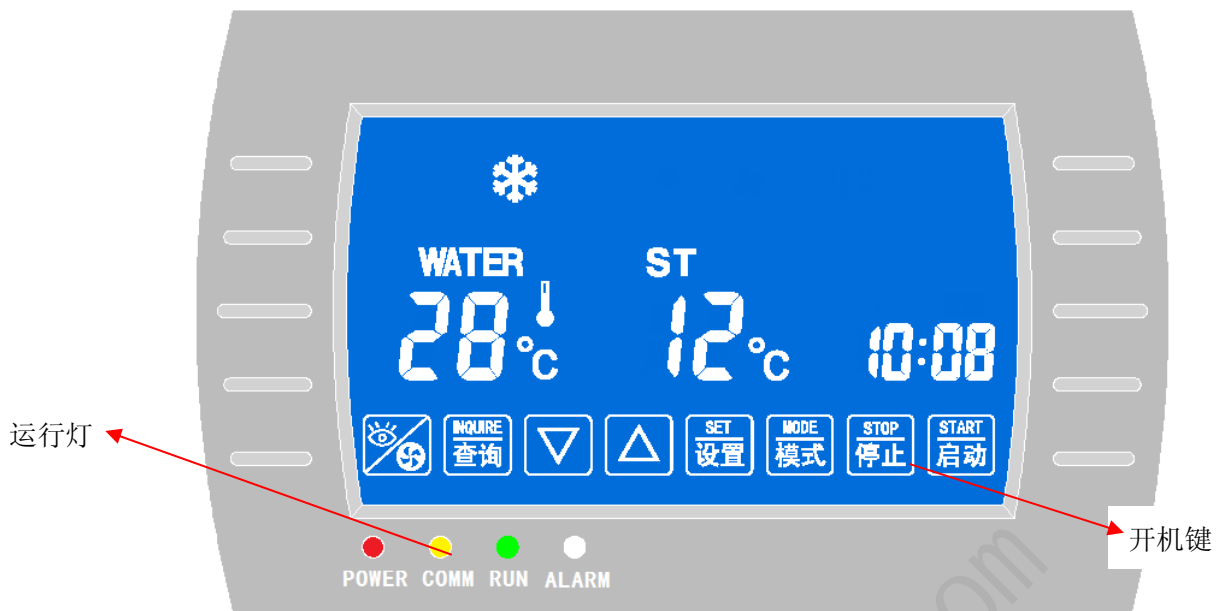 WATER
ST
28℃
12℃
10:08
INQUIRE
查询
SET
设置
MODE
模式
STOP
停止
START
启动
运行灯
开机键
POWER COMM RUN ALARM
com